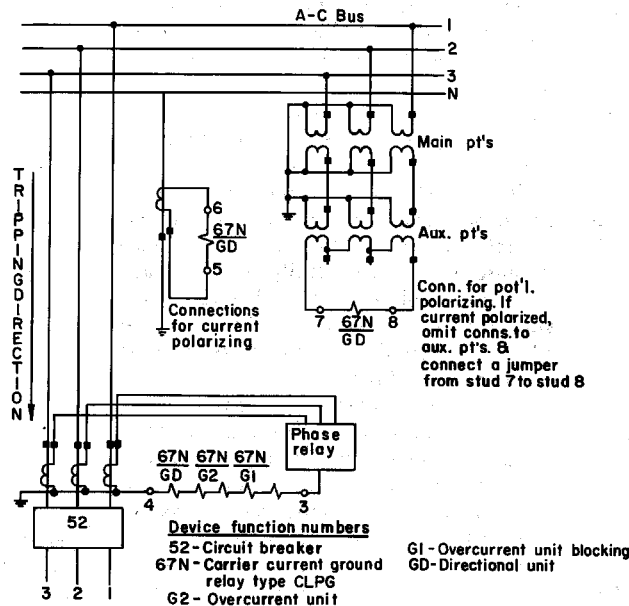 A-C Bus
1
2
3
N
Main pt's
TRIPPING DIRECTION
6
67N
GD
5
Aux. pt's
Connections
for current
polarizing
7
67N
GD
8
Conn. for pot'l.
polarizing. If
current polarized,
omit conns. to
aux. pt's. &
connect a jumper
from stud 7 to stud 8
Phase
relay
67N
GD
67N
G2
67N
G1
4
3
52
3 2 1
Device function numbers
52-Circuit breaker
67N-Carrier current ground
relay type CLPG
G2-Overcurrent unit
G1-Overcurrent unit blocking
GD-Directional unit